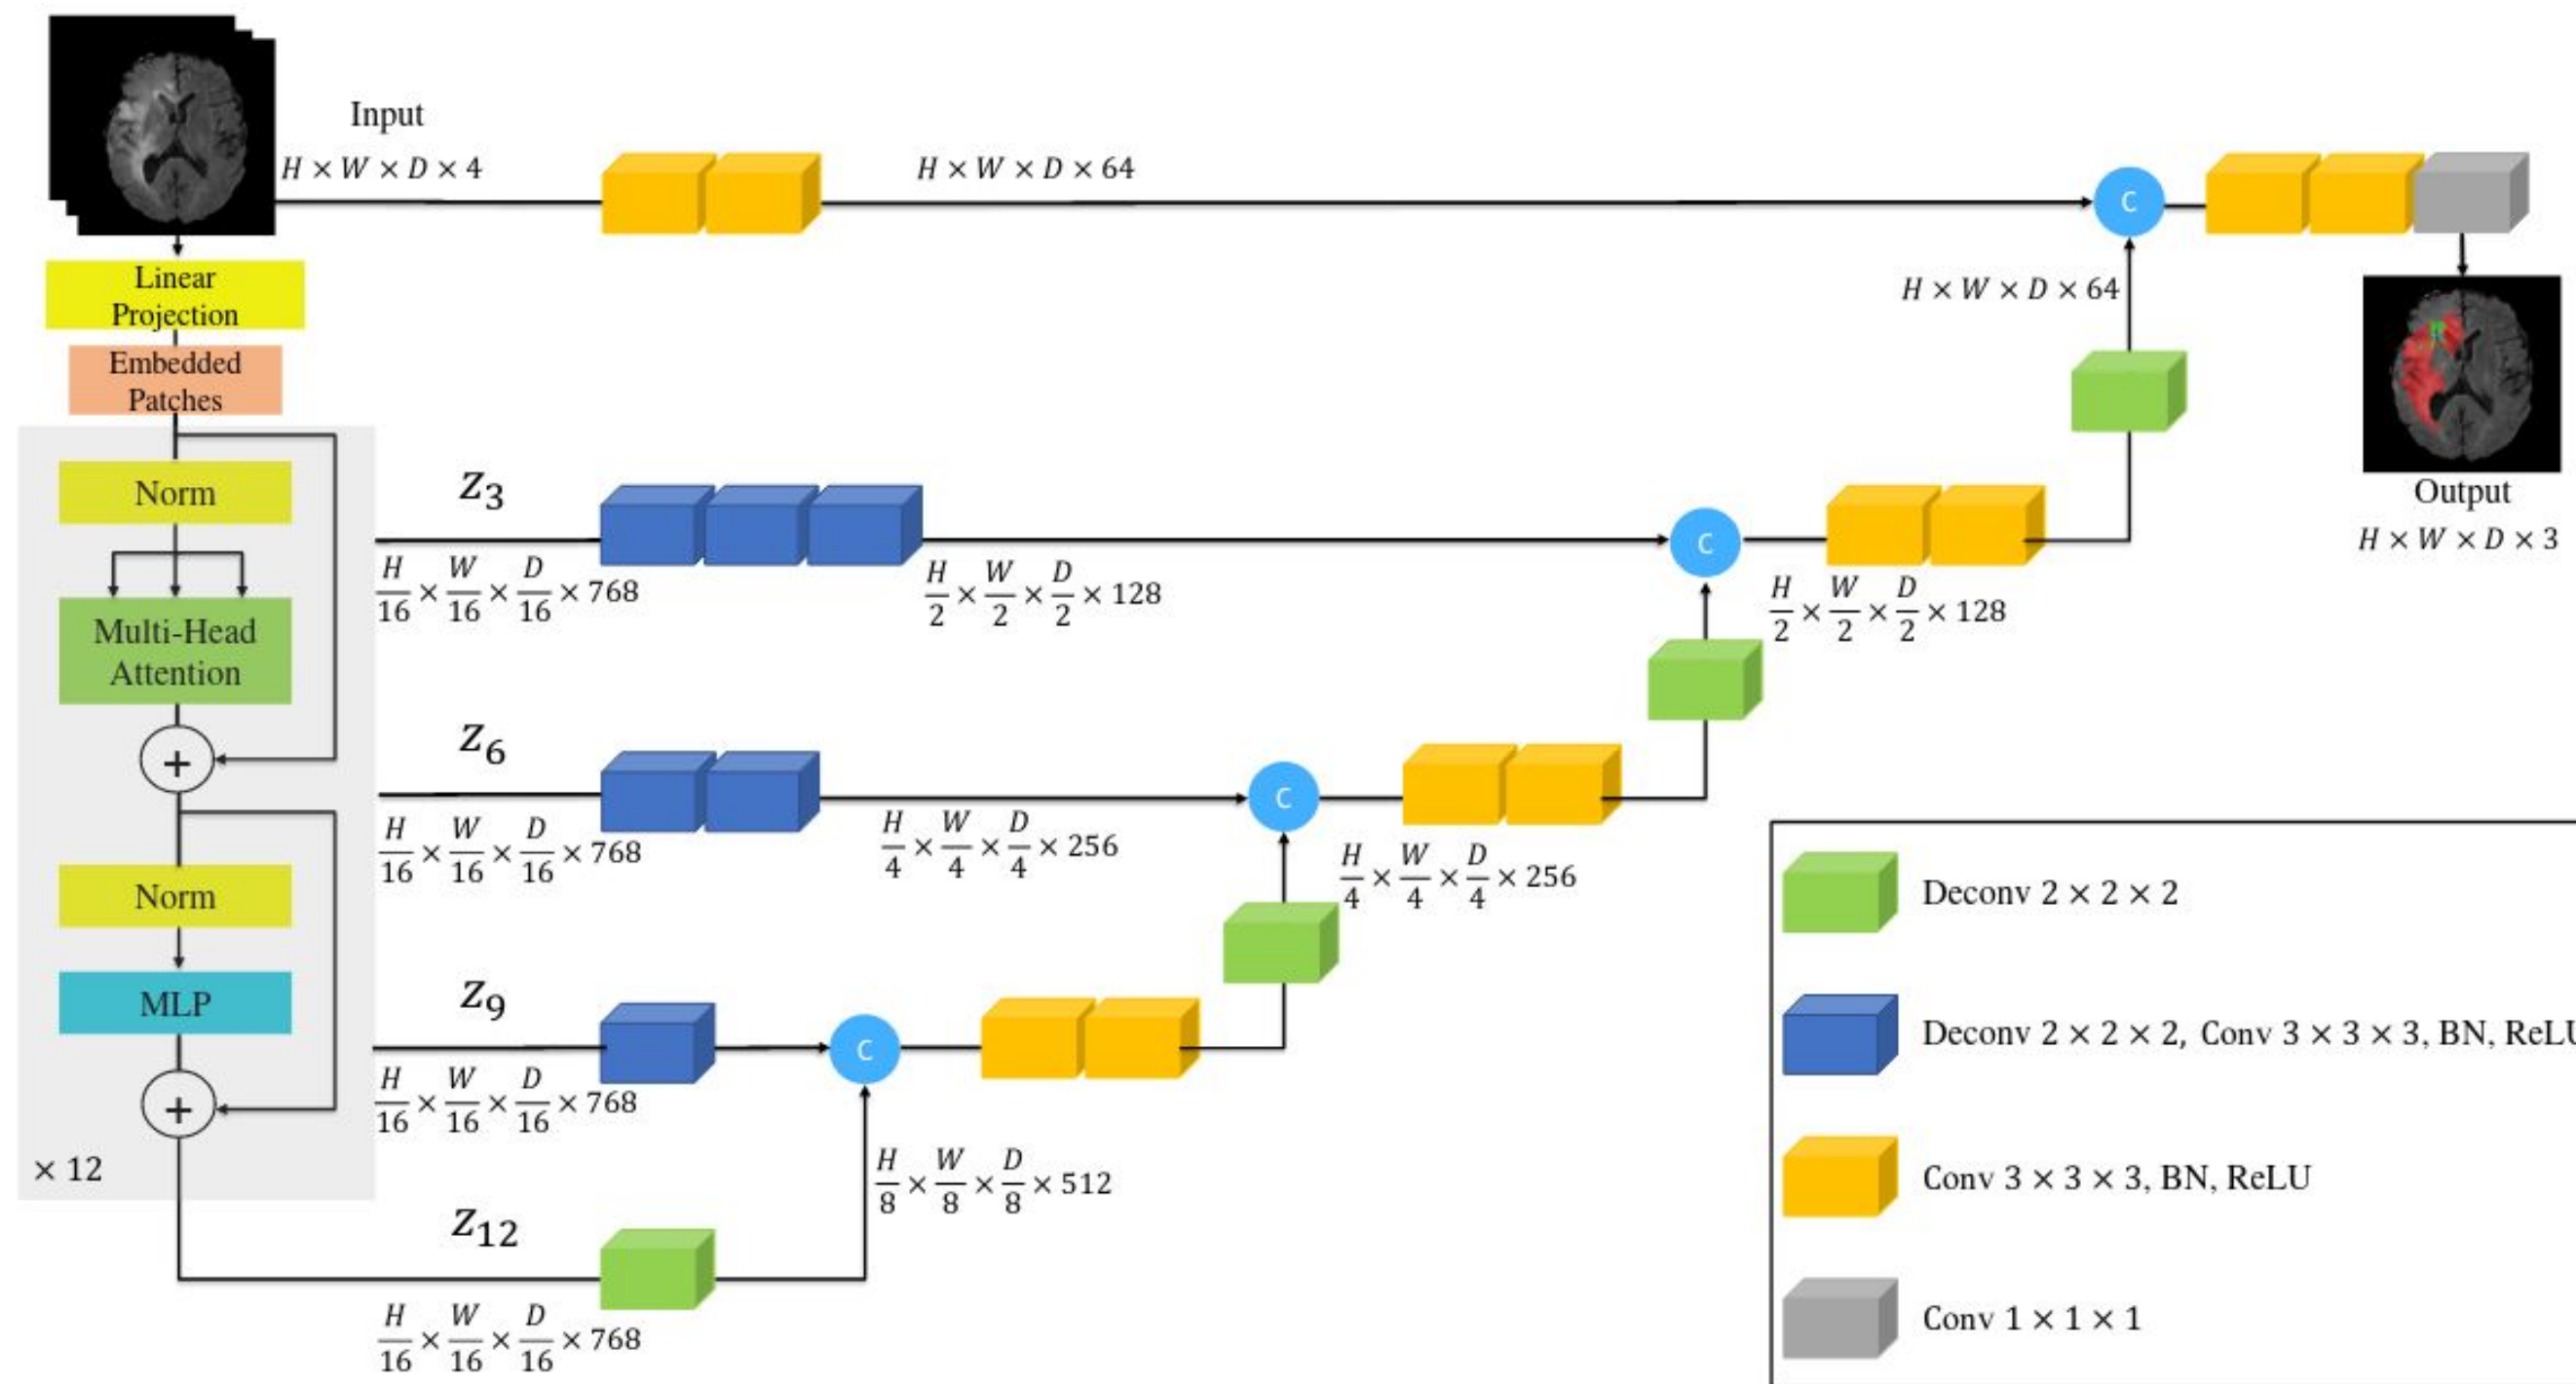 Input
H × W × D × 4
H × W × D × 64
C
Linear
Projection
H × W × D × 64
Embedded
Patches
Output
H × W × D × 3
Norm
z₃
H/16 × W/16 × D/16 × 768
H/2 × W/2 × D/2 × 128
C
H/2 × W/2 × D/2 × 128
Multi-Head
Attention
+
z₆
H/16 × W/16 × D/16 × 768
H/4 × W/4 × D/4 × 256
C
H/4 × W/4 × D/4 × 256
Norm
MLP
+
× 12
z₉
H/16 × W/16 × D/16 × 768
C
H/8 × W/8 × D/8 × 512
z₁₂
H/16 × W/16 × D/16 × 768
Deconv 2 × 2 × 2
Deconv 2 × 2 × 2, Conv 3 × 3 × 3, BN, ReLU
Conv 3 × 3 × 3, BN, ReLU
Conv 1 × 1 × 1